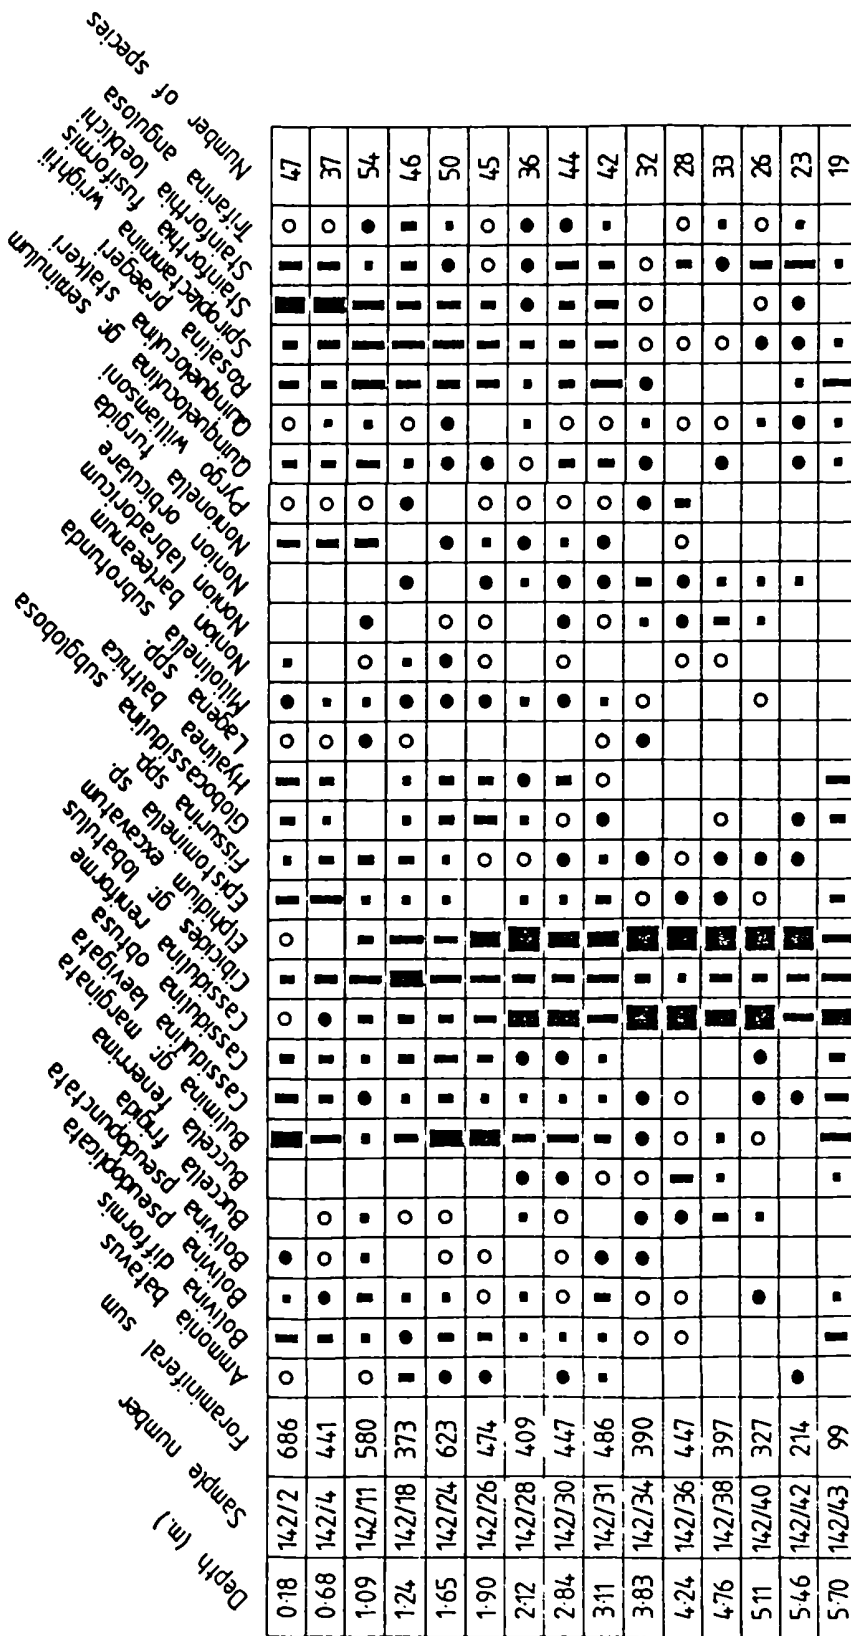 Depth (m.)
Sample number
Foraminiferal sum
Ammonia batavus
Bolivina difformis
Bolivina pseudoplicata
Bolivina pseudopunctata
Buccella frigida
Buccella tenerrima
Bulimina gr. marginata
Cassidulina laevigata
Cassidulina obtusa
Cassidulina reniforme
Cibicides gr. lobatulus
Elphidium excavatum
Epistominella sp.
Fissurina spp.
Globocassidulina subglobosa
Hyalinea balthica
Lagena spp.
Miliolinella subrotunda
Nonion barleeanum
Nonion labradoricum
Nonion orbiculare
Nonionella turgida
Pyrgo williamsoni
Quinqueloculina gr. seminulum
Quinqueloculina stalkeri
Rosalina praegeri
Spiroplectammina wrightii
Stainforthia fusiformis
Stainforthia loeblichi
Trifarina angulosa
Number of species
0·18 142/2 686 47
0·68 142/4 441 37
1·09 142/11 580 54
1·24 142/18 373 46
1·65 142/24 623 50
1·90 142/26 474 45
2·12 142/28 409 36
2·84 142/30 447 44
3·11 142/31 486 42
3·83 142/34 390 32
4·24 142/36 447 28
4·76 142/38 397 33
5·11 142/40 327 26
5·46 142/42 214 23
5·70 142/43 99 19